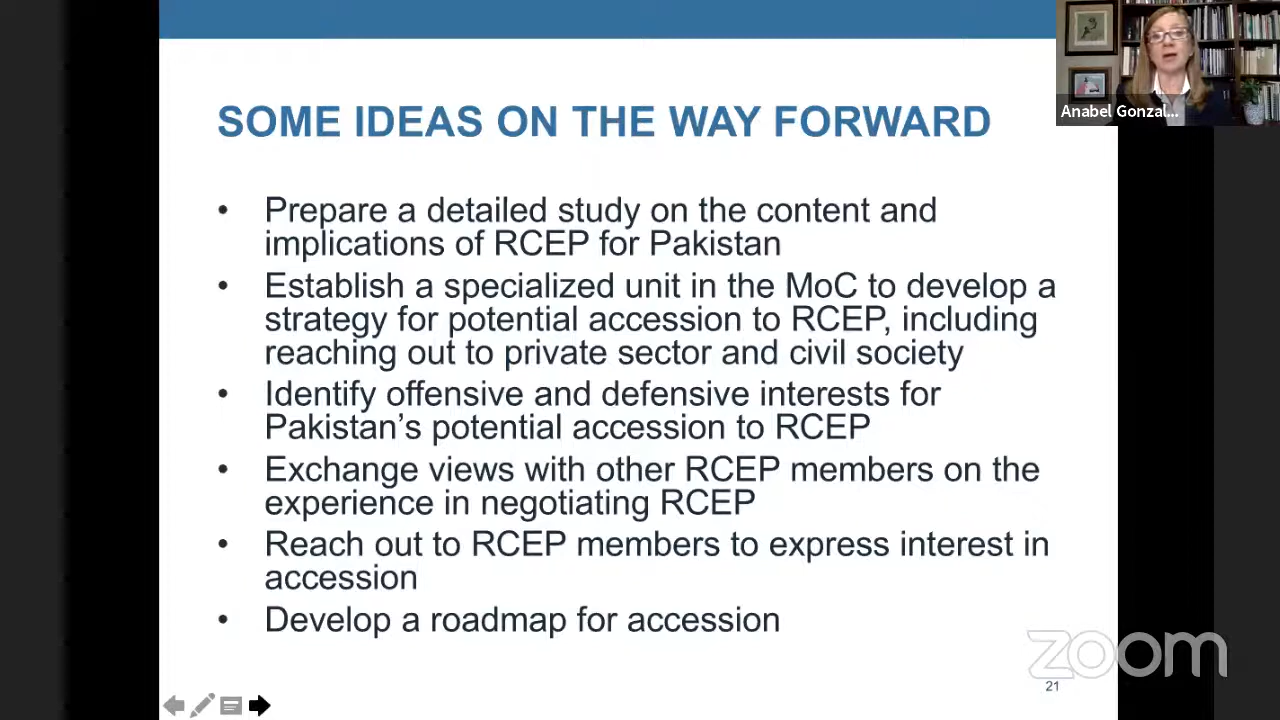 SOME IDEAS ON THE WAY FORWARD
Anabel Gonzal...
• Prepare a detailed study on the content and
implications of RCEP for Pakistan
• Establish a specialized unit in the MoC to develop a
strategy for potential accession to RCEP, including
reaching out to private sector and civil society
• Identify offensive and defensive interests for
Pakistan’s potential accession to RCEP
• Exchange views with other RCEP members on the
experience in negotiating RCEP
• Reach out to RCEP members to express interest in
accession
• Develop a roadmap for accession
zoom
21